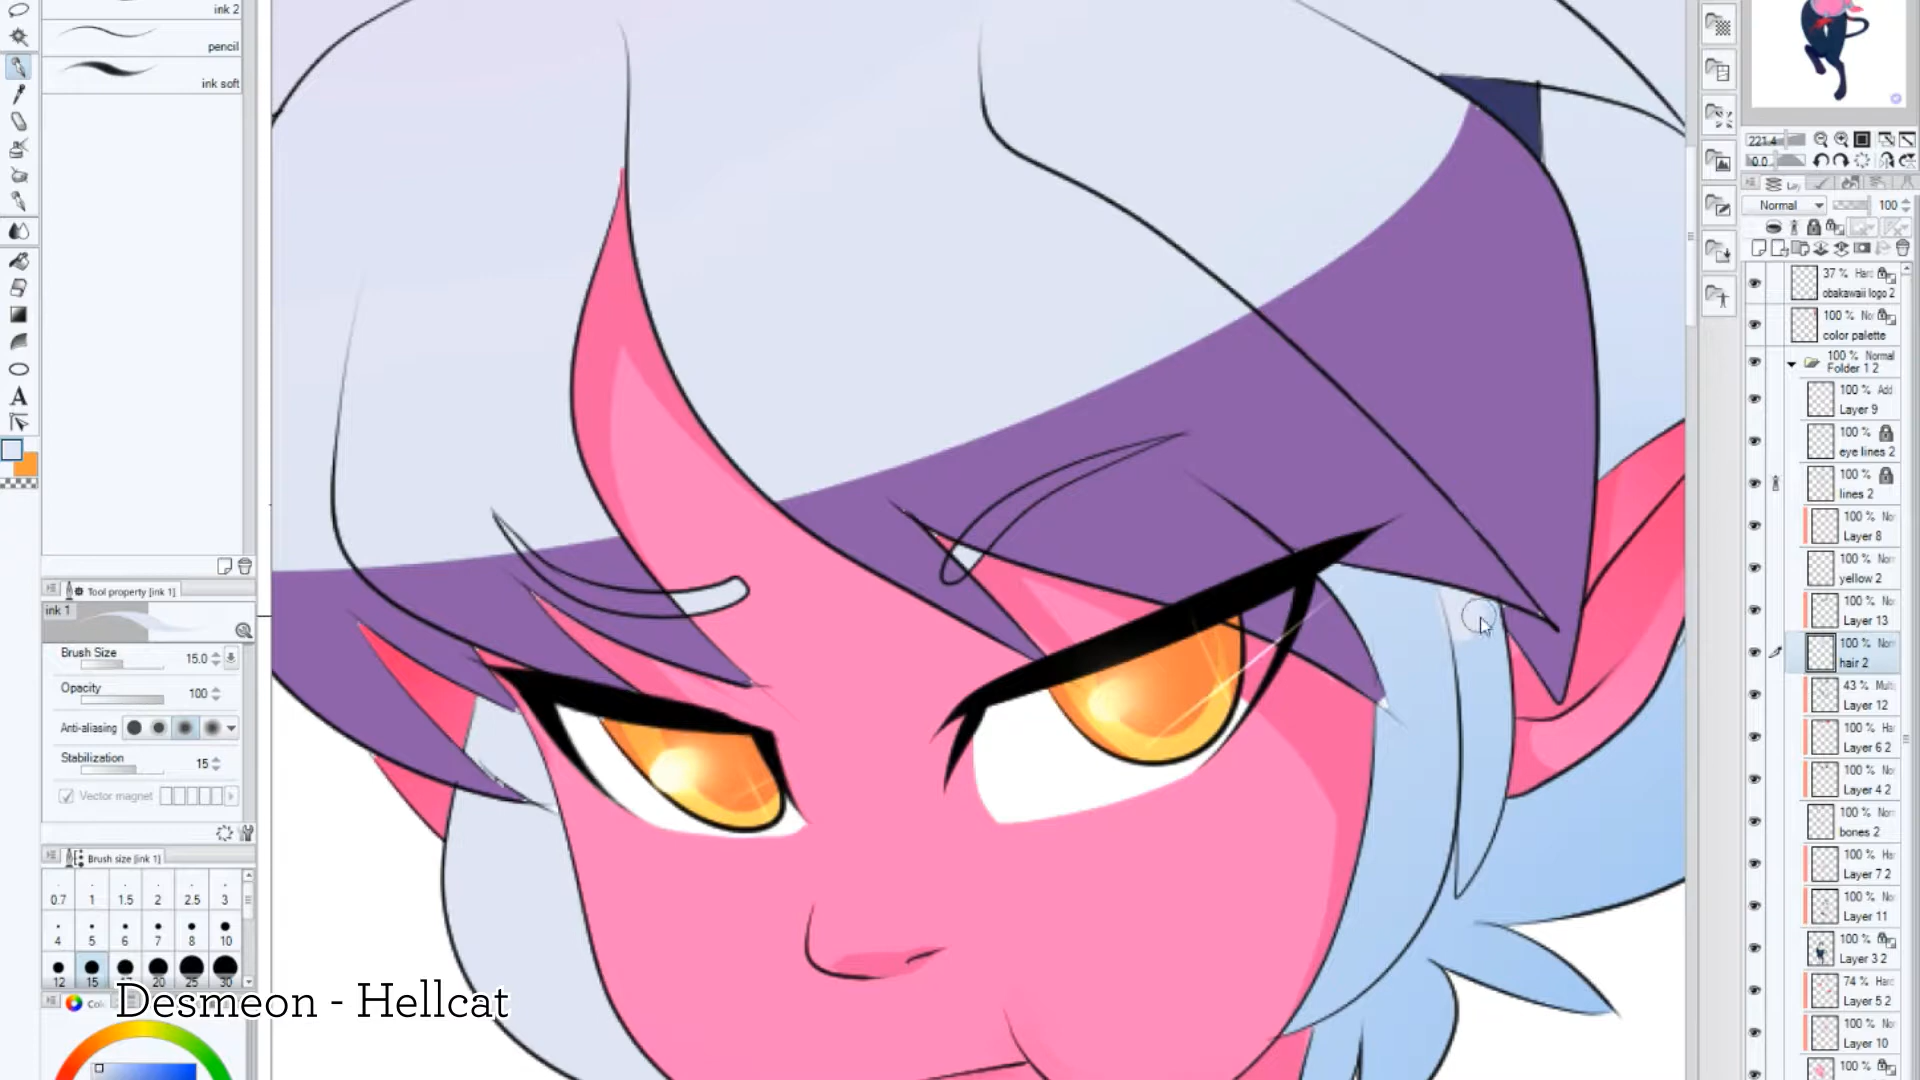 ink 2
pencil
ink soft
Tool property [ink 1]
ink 1
Brush Size 15.0
Opacity 100
Anti-aliasing
Stabilization 15
Vector magnet
Brush size [ink 1]
0.7 1 1.5 2 2.5 3
4 5 6 7 8 10
12 15 17 20 25 30
Desmeon - Hellcat
221.4
0.0
Normal 100
37 %
obakawaii logo 2
100 %
color palette
100 % Normal
Folder 1 2
100 % Add
Layer 9
100 %
eye lines 2
100 %
lines 2
100 %
Layer 8
100 %
yellow 2
100 %
Layer 13
100 %
hair 2
43 %
Layer 12
100 %
Layer 6 2
100 %
Layer 4 2
100 %
bones 2
100 %
Layer 7 2
100 %
Layer 11
100 %
Layer 3 2
74 %
Layer 5 2
100 %
Layer 10
100 %